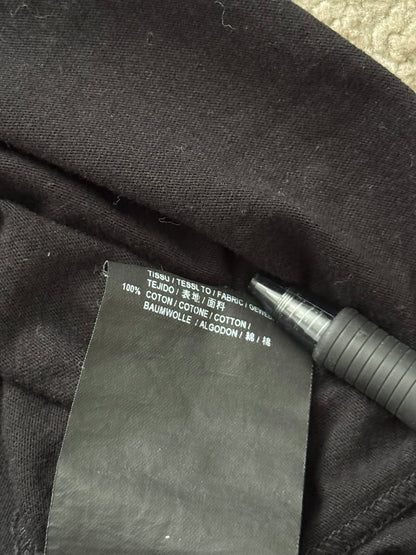 TISSU / TESSUTO / FABRIC / GEWEBE
TEJIDO / 表地 / 面料
100% COTON / COTONE / COTTON /
BAUMWOLLE / ALGODON / 綿 / 棉